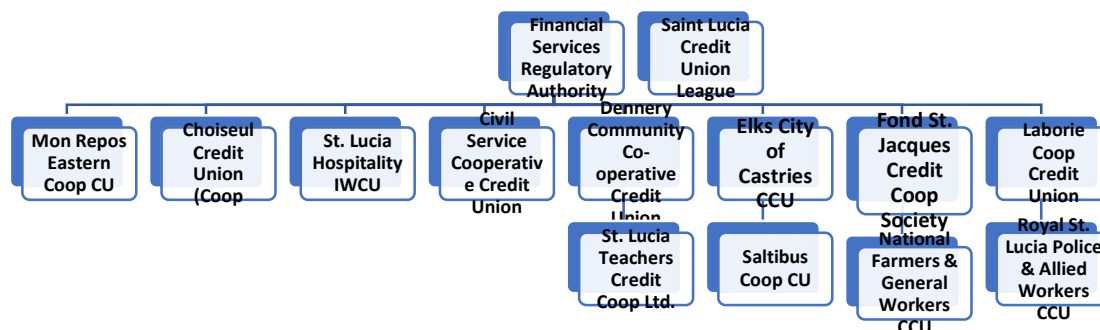 Financial
Services
Regulatory
Authority
Saint Lucia
Credit
Union
League
Mon Repos
Eastern
Coop CU
Choiseul
Credit
Union
(Coop
St. Lucia
Hospitality
IWCU
Civil
Service
Cooperativ
e Credit
Union
Dennery
Community
Co-
operative
Credit
Union
Elks City
of
Castries
CCU
Fond St.
Jacques
Credit
Coop
Society
Laborie
Coop
Credit
Union
St. Lucia
Teachers
Credit
Coop Ltd.
Saltibus
Coop CU
National
Farmers &
General
Workers
CCU
Royal St.
Lucia Police
& Allied
Workers
CCU